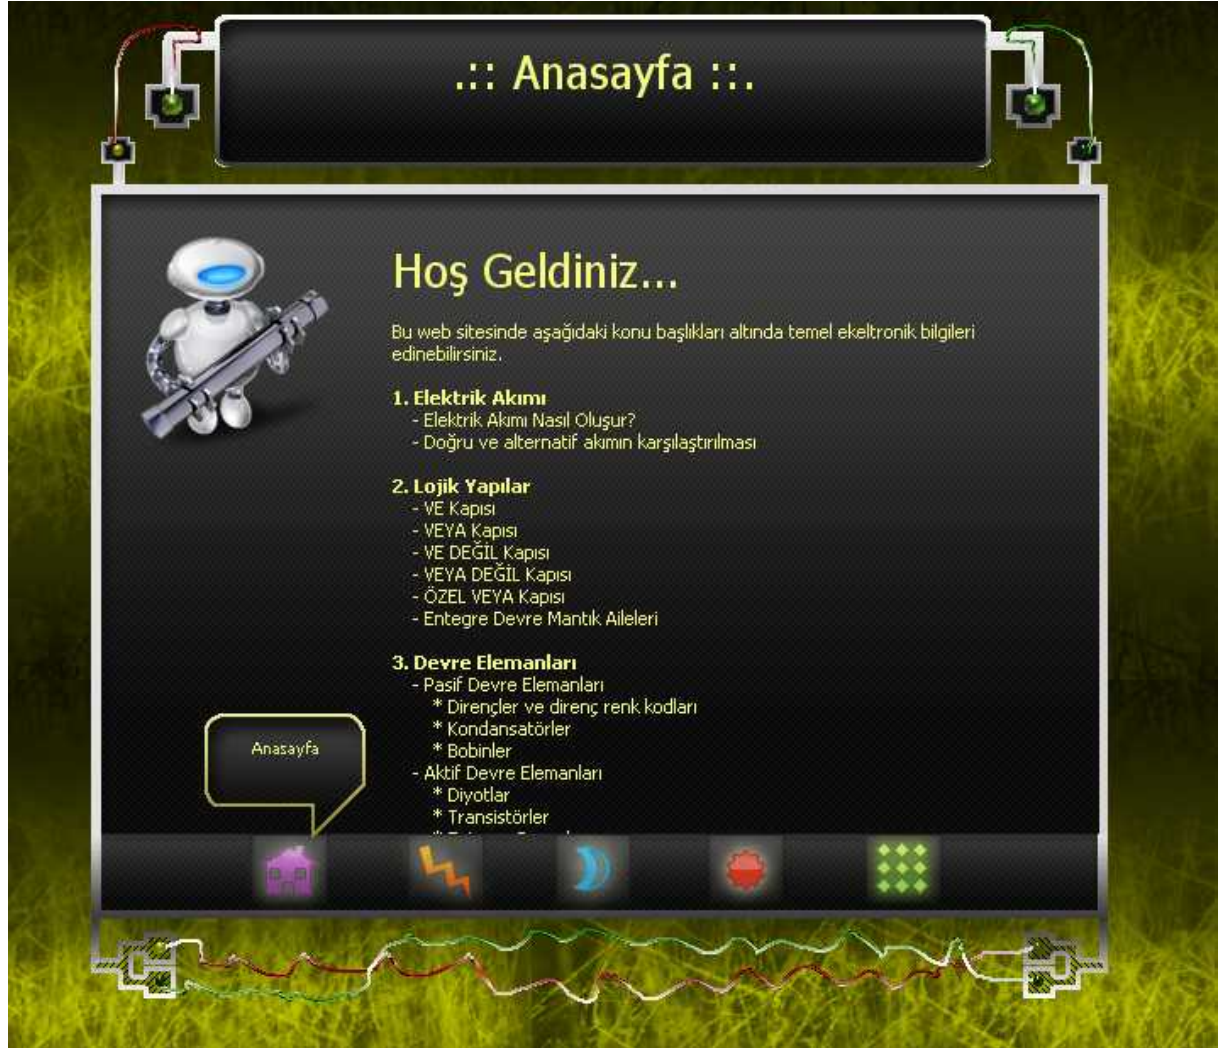 .:: Anasayfa ::.
Hoş Geldiniz...
Bu web sitesinde aşağıdaki konu başlıkları altında temel ekeltronik bilgileri
edinebilirsiniz.
1. Elektrik Akımı
- Elektrik Akımı Nasıl Oluşur?
- Doğru ve alternatif akımın karşılaştırılması
2. Lojik Yapılar
- VE Kapısı
- VEYA Kapısı
- VE DEĞİL Kapısı
- VEYA DEĞİL Kapısı
- ÖZEL VEYA Kapısı
- Entegre Devre Mantık Aileleri
3. Devre Elemanları
- Pasif Devre Elemanları
* Dirençler ve direnç renk kodları
* Kondansatörler
* Bobinler
- Aktif Devre Elemanları
* Diyotlar
* Transistörler
Anasayfa